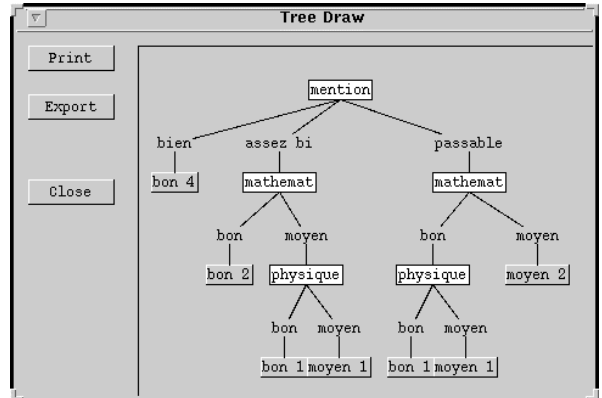 Tree Draw
Print
Export
Close
mention
bien assez bi passable
bon 4 mathemat mathemat
bon moyen bon moyen
bon 2 physique physique moyen 2
bon moyen bon moyen
bon 1 moyen 1 bon 1 moyen 1